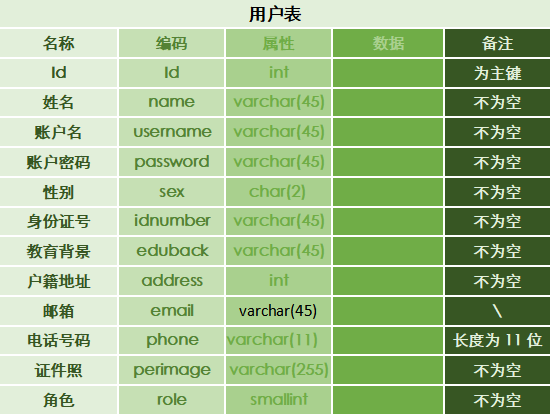 用户表
名称 编码 属性 数据 备注
Id Id int 为主键
姓名 name varchar(45) 不为空
账户名 username varchar(45) 不为空
账户密码 password varchar(45) 不为空
性别 sex char(2) 不为空
身份证号 idnumber varchar(45) 不为空
教育背景 eduback varchar(45) 不为空
户籍地址 address int 不为空
邮箱 email varchar(45) \
电话号码 phone varchar(11) 长度为 11 位
证件照 perimage varchar(255) 不为空
角色 role smallint 不为空